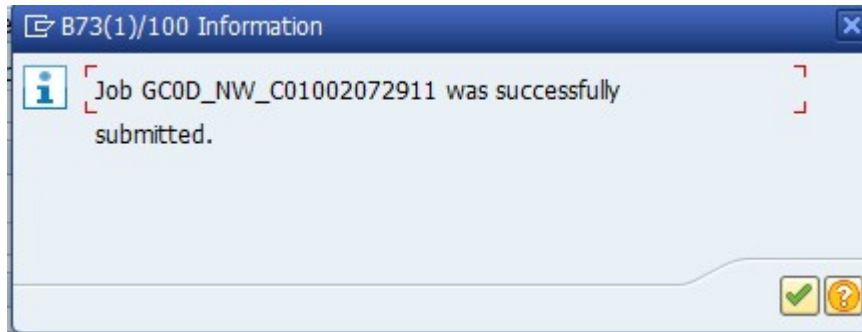 B73(1)/100 Information
Job GC0D_NW_C01002072911 was successfully
submitted.